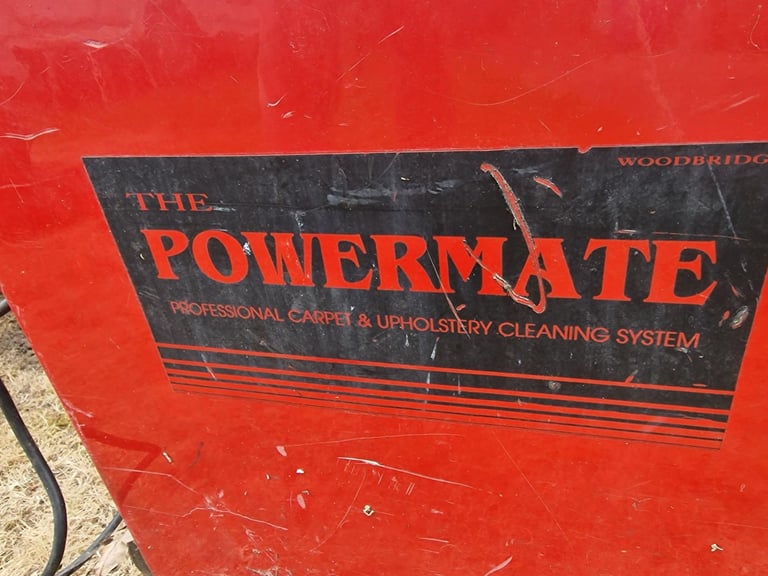 WOODBRIDG
THE
POWERMATE
PROFESSIONAL CARPET & UPHOLSTERY CLEANING SYSTEM